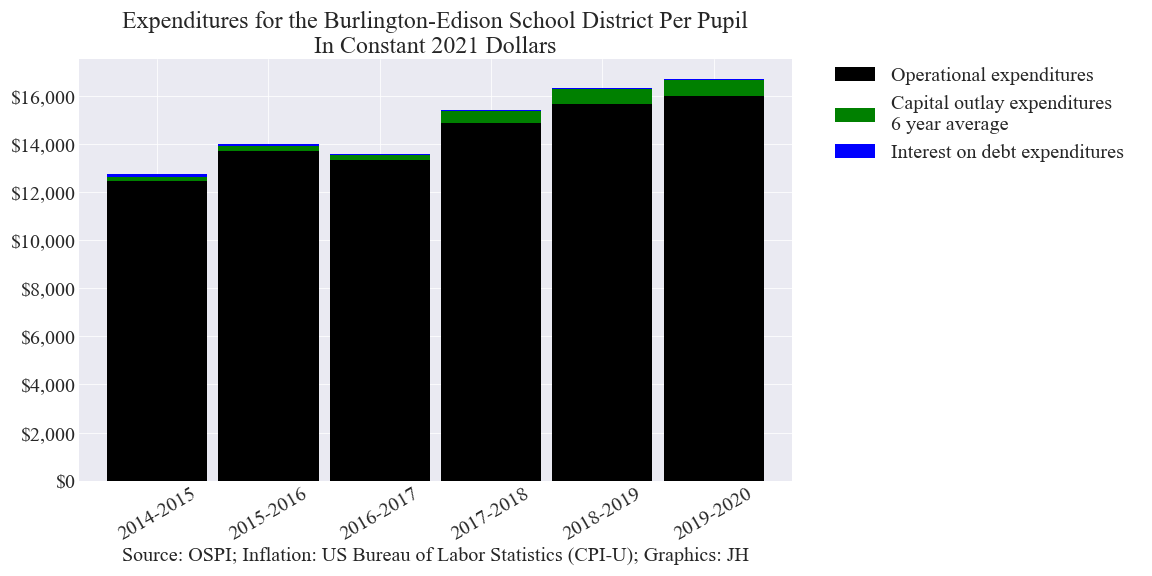 Expenditures for the Burlington-Edison School District Per Pupil
In Constant 2021 Dollars
Operational expenditures
Capital outlay expenditures
6 year average
Interest on debt expenditures
$16,000
$14,000
$12,000
$10,000
$8,000
$6,000
$4,000
$2,000
$0
2014-2015
2015-2016
2016-2017
2017-2018
2018-2019
2019-2020
Source: OSPI; Inflation: US Bureau of Labor Statistics (CPI-U); Graphics: JH